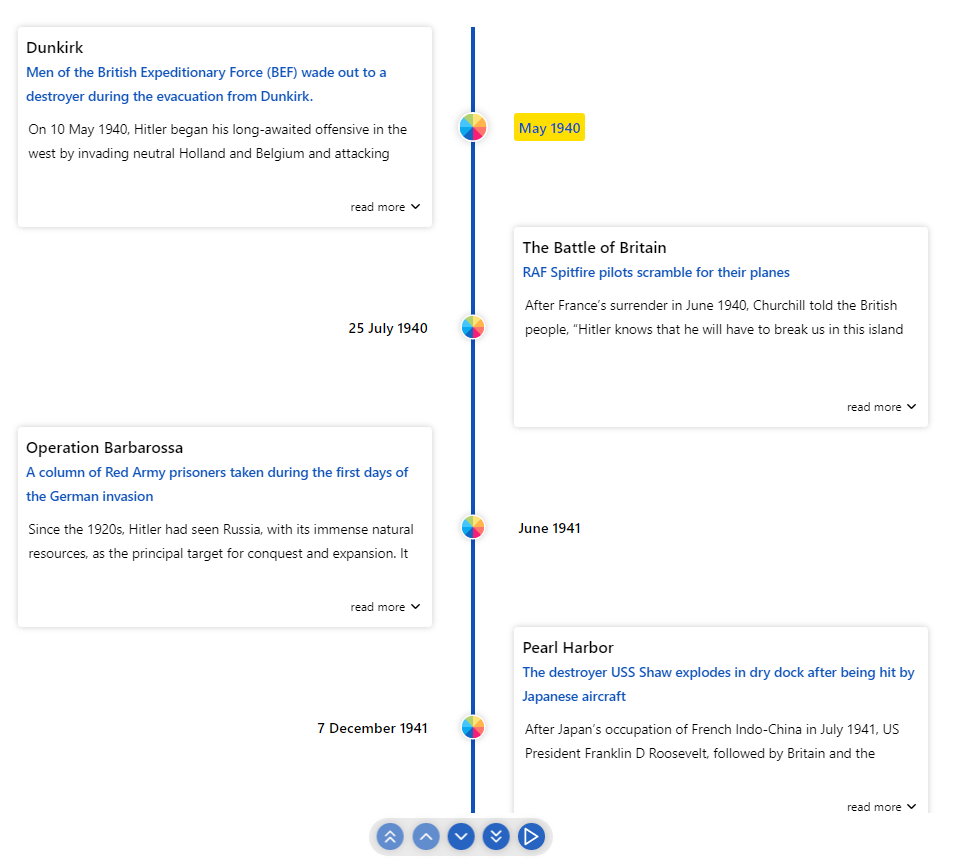 Dunkirk
Men of the British Expeditionary Force (BEF) wade out to a
destroyer during the evacuation from Dunkirk.
On 10 May 1940, Hitler began his long-awaited offensive in the
west by invading neutral Holland and Belgium and attacking
read more
May 1940
The Battle of Britain
RAF Spitfire pilots scramble for their planes
After France’s surrender in June 1940, Churchill told the British
people, “Hitler knows that he will have to break us in this island
read more
25 July 1940
Operation Barbarossa
A column of Red Army prisoners taken during the first days of
the German invasion
Since the 1920s, Hitler had seen Russia, with its immense natural
resources, as the principal target for conquest and expansion. It
read more
June 1941
Pearl Harbor
The destroyer USS Shaw explodes in dry dock after being hit by
Japanese aircraft
After Japan’s occupation of French Indo-China in July 1941, US
President Franklin D Roosevelt, followed by Britain and the
read more
7 December 1941